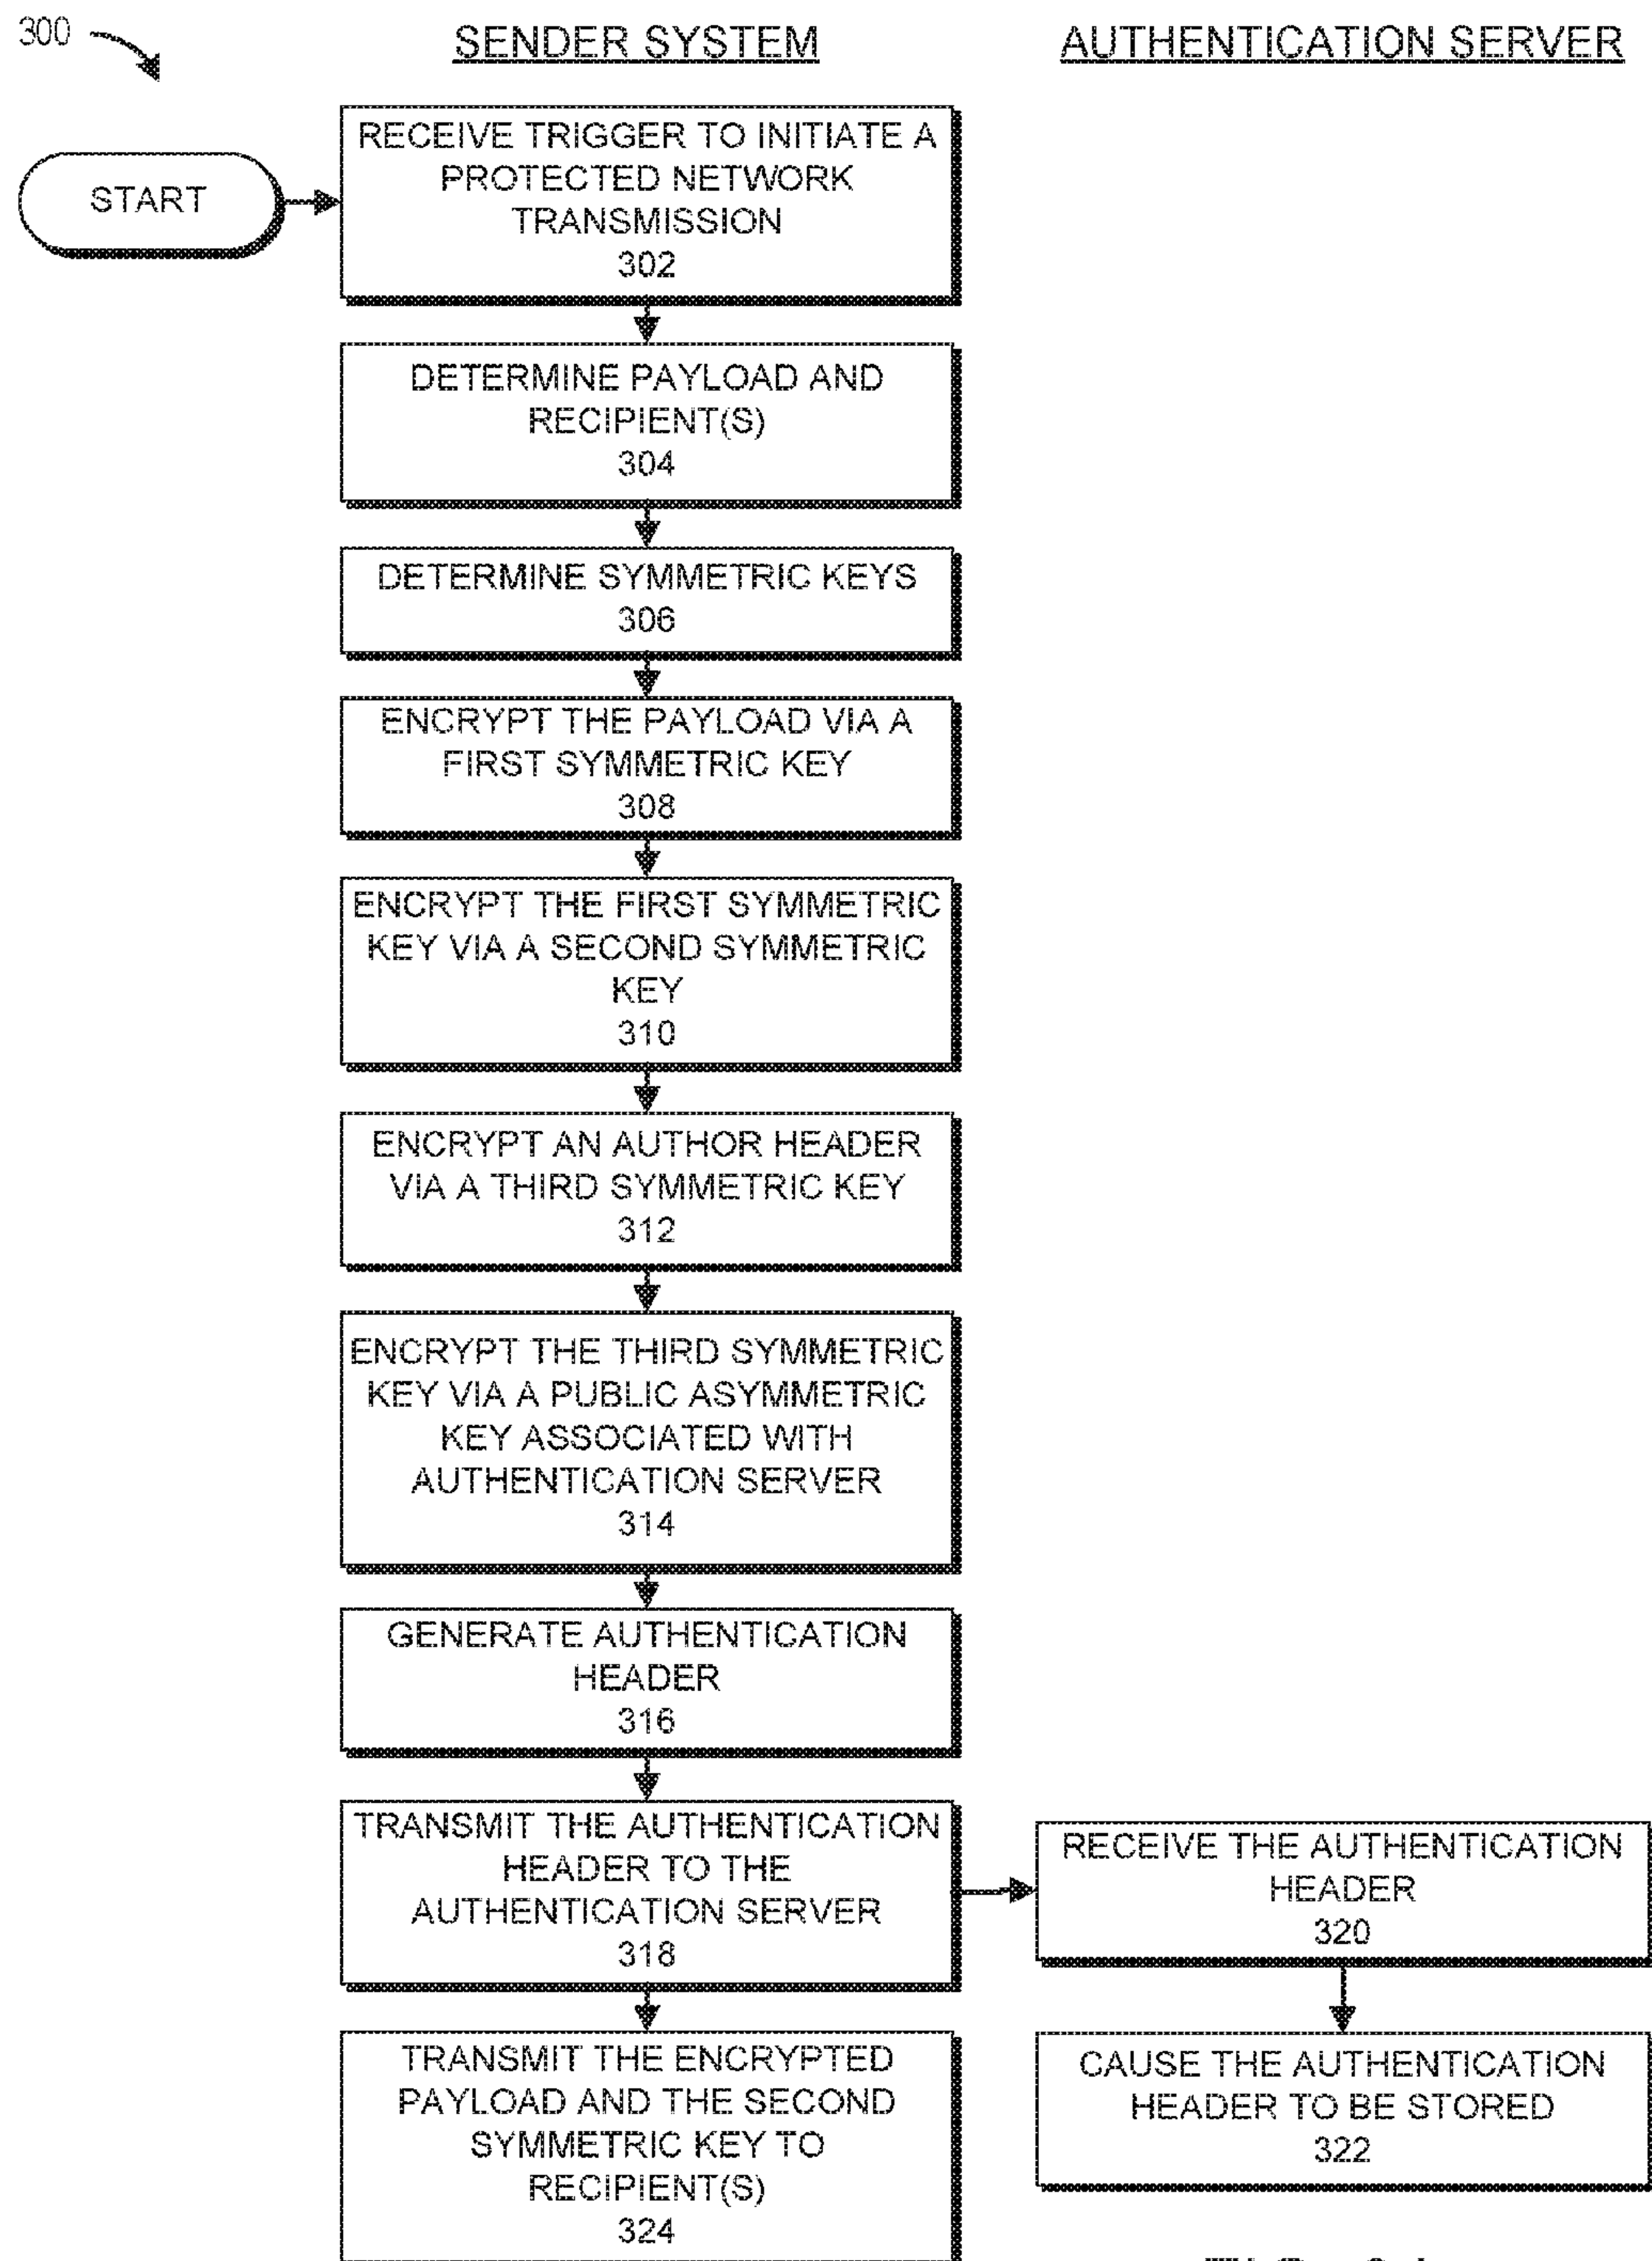 300
SENDER SYSTEM
AUTHENTICATION SERVER
START
RECEIVE TRIGGER TO INITIATE A
PROTECTED NETWORK
TRANSMISSION
302
DETERMINE PAYLOAD AND
RECIPIENT(S)
304
DETERMINE SYMMETRIC KEYS
306
ENCRYPT THE PAYLOAD VIA A
FIRST SYMMETRIC KEY
308
ENCRYPT THE FIRST SYMMETRIC
KEY VIA A SECOND SYMMETRIC
KEY
310
ENCRYPT AN AUTHOR HEADER
VIA A THIRD SYMMETRIC KEY
312
ENCRYPT THE THIRD SYMMETRIC
KEY VIA A PUBLIC ASYMMETRIC
KEY ASSOCIATED WITH
AUTHENTICATION SERVER
314
GENERATE AUTHENTICATION
HEADER
316
TRANSMIT THE AUTHENTICATION
HEADER TO THE
AUTHENTICATION SERVER
318
RECEIVE THE AUTHENTICATION
HEADER
320
TRANSMIT THE ENCRYPTED
PAYLOAD AND THE SECOND
SYMMETRIC KEY TO
RECIPIENT(S)
324
CAUSE THE AUTHENTICATION
HEADER TO BE STORED
322